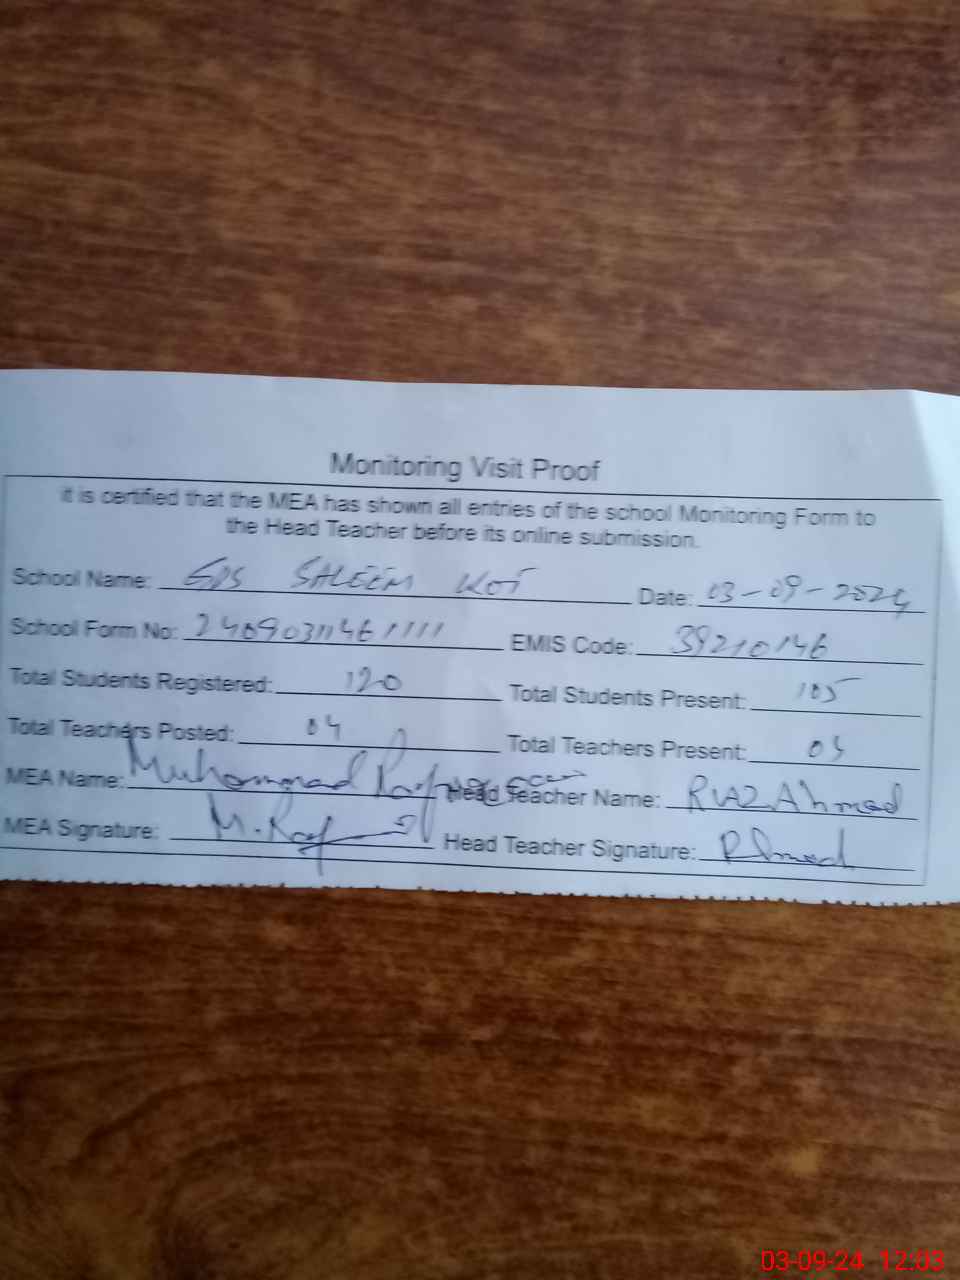 Monitoring Visit Proof
it is certified that the MEA has shown all entries of the school Monitoring Form to
the Head Teacher before its online submission.
School Name: GPS SALEEM KOT Date: 03-09-2024
School Form No: EMIS Code: 39210146
Total Students Registered: 120 Total Students Present: 105
Total Teachers Posted: 04 Total Teachers Present:
MEA Name: Muhammad Head Teacher Name: RIAZ Ahmad
MEA Signature: M. Head Teacher Signature:
03-09-24 12:03